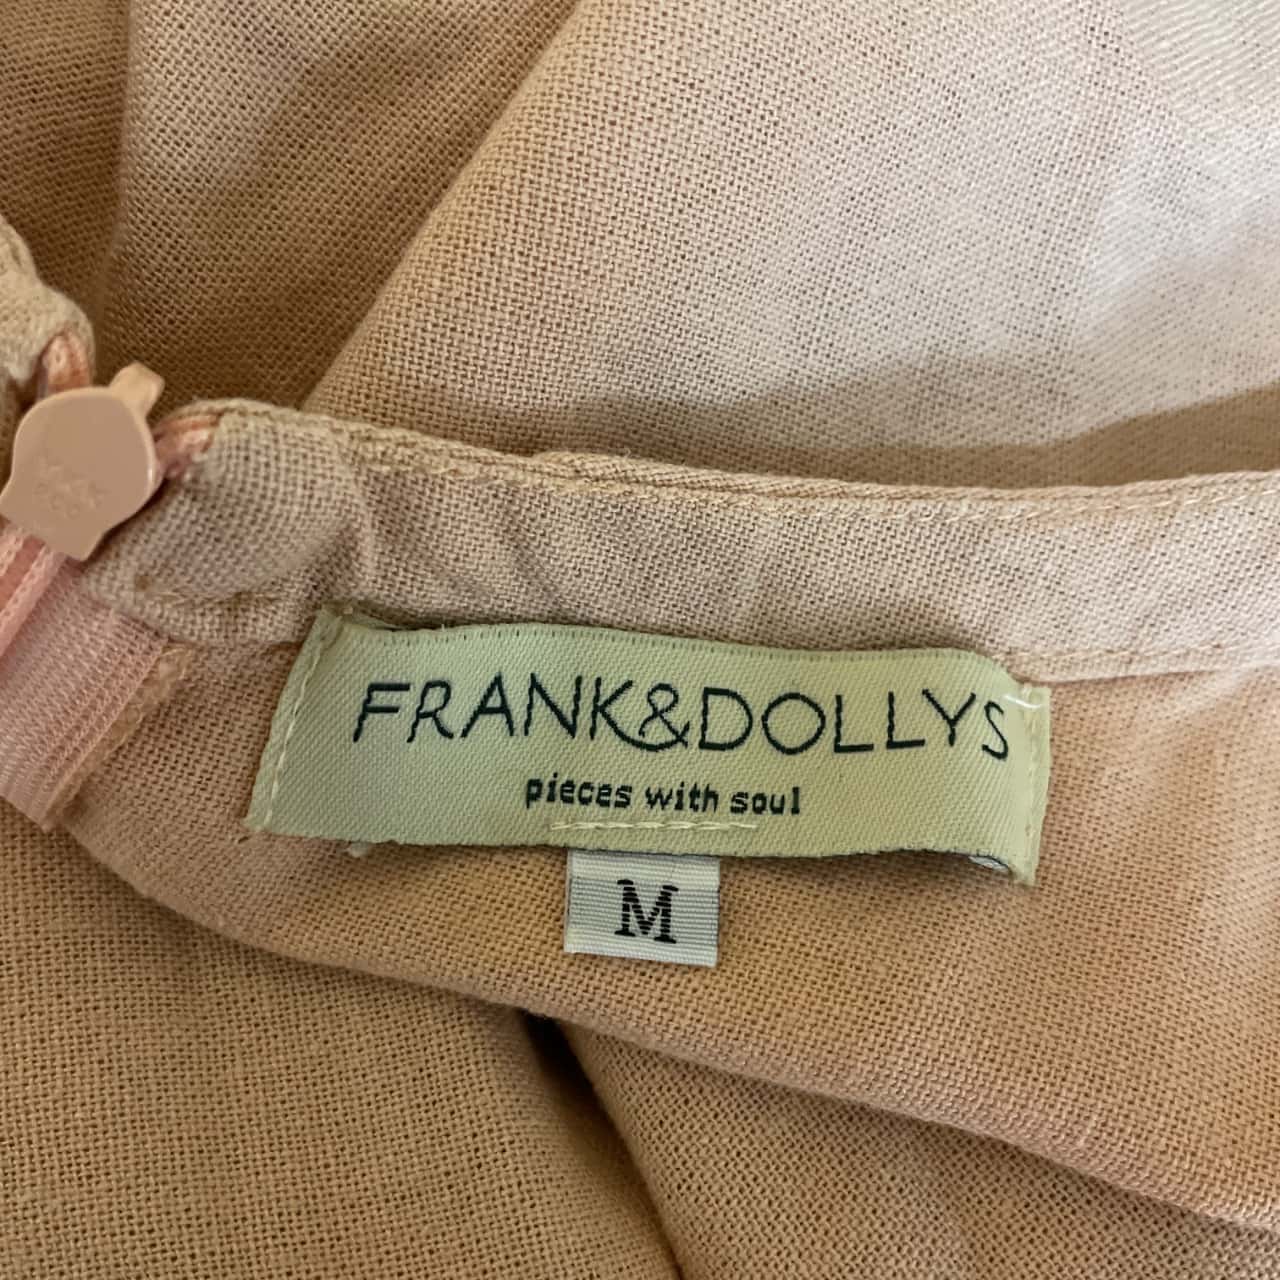 FRANK&DOLLYS
pieces with soul
M